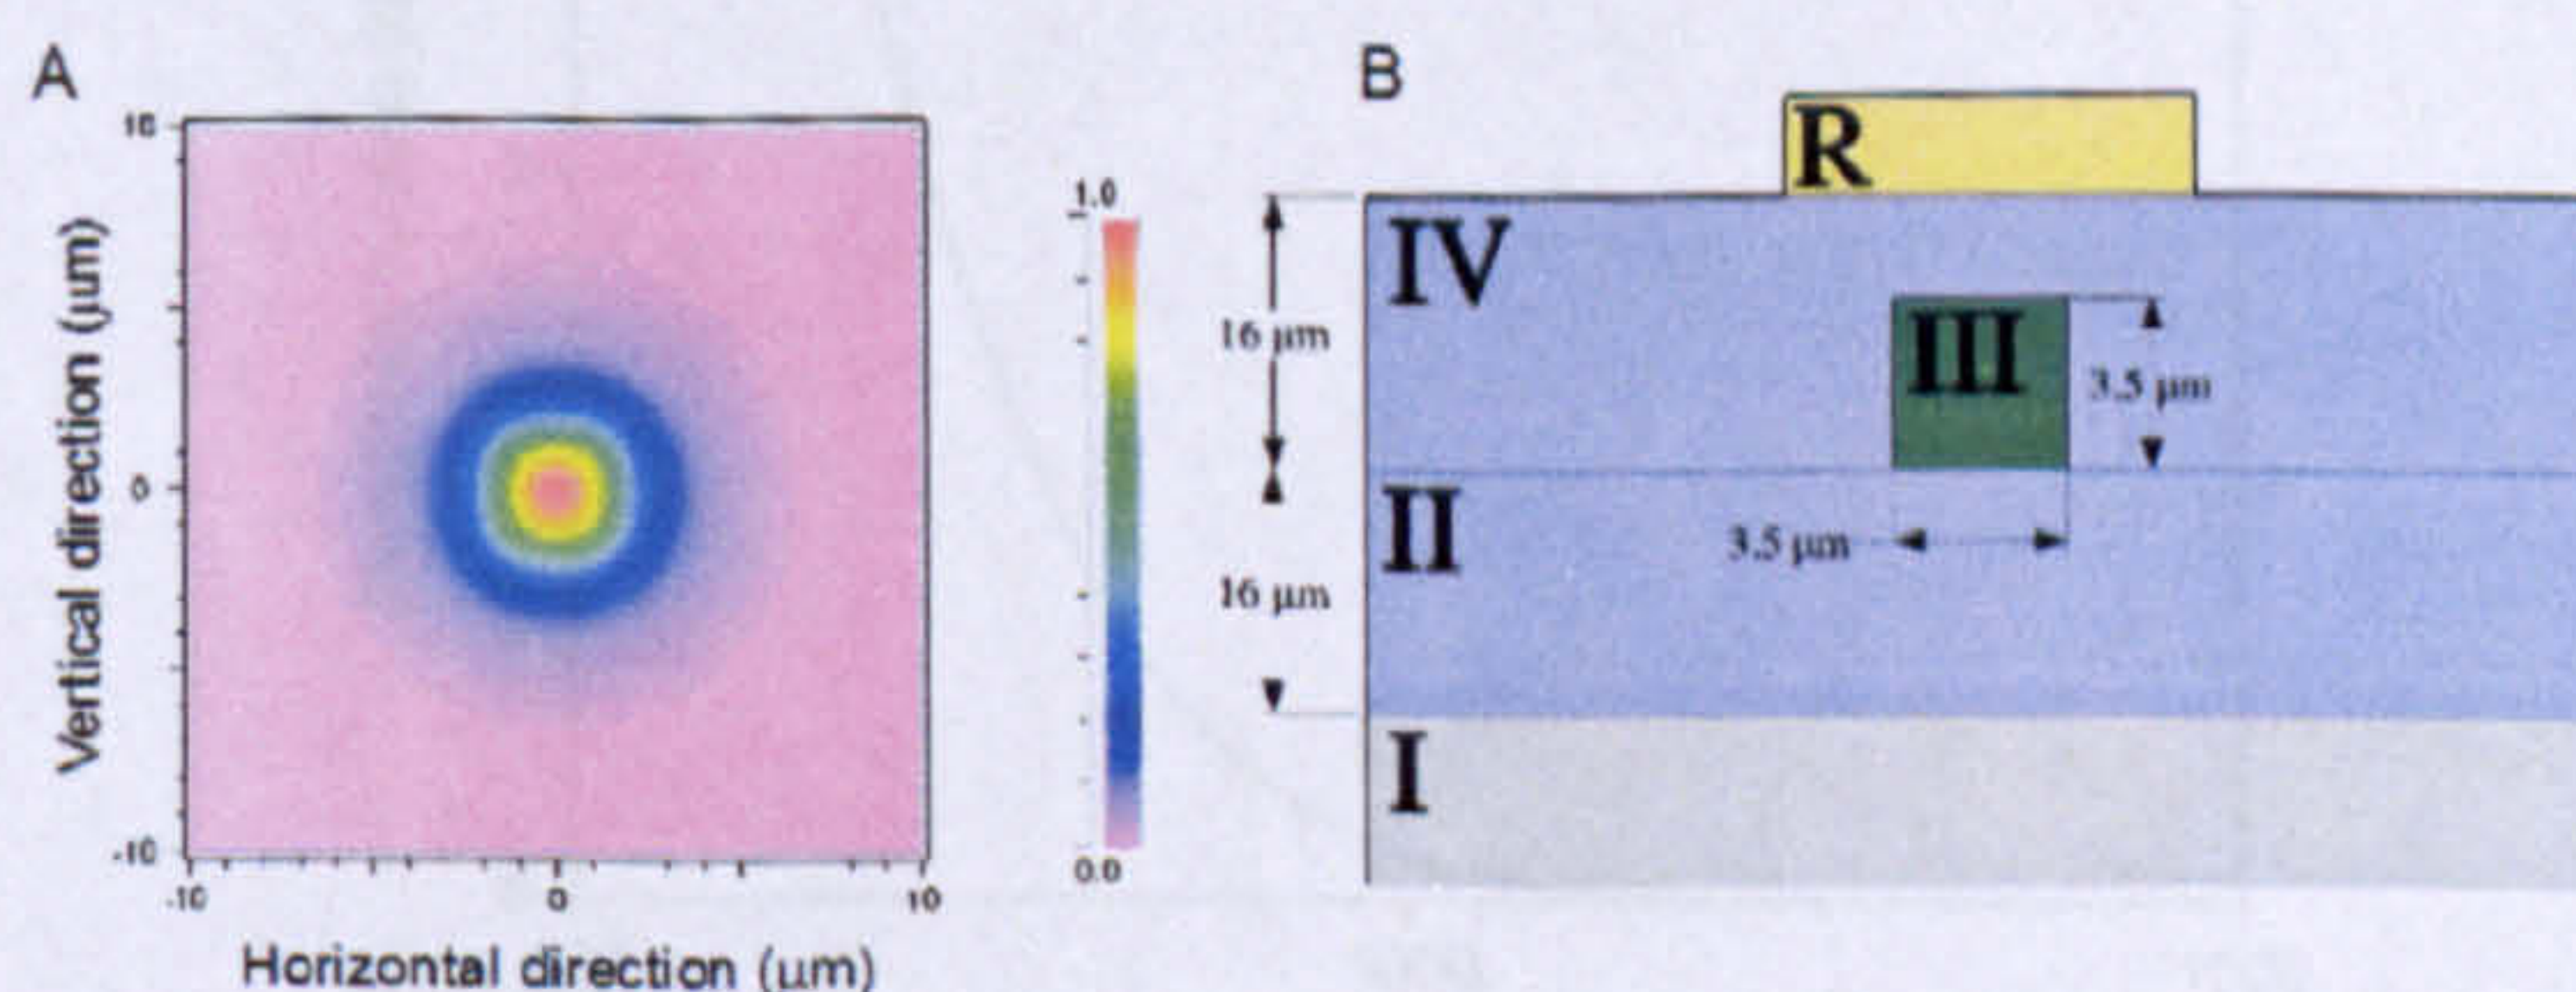 A
10
0
-10
-10
0
10
Vertical direction (μm)
Horizontal direction (μm)
1.0
0.0
B
R
IV
16 μm
III
3.5 μm
II
3.5 μm
16 μm
I